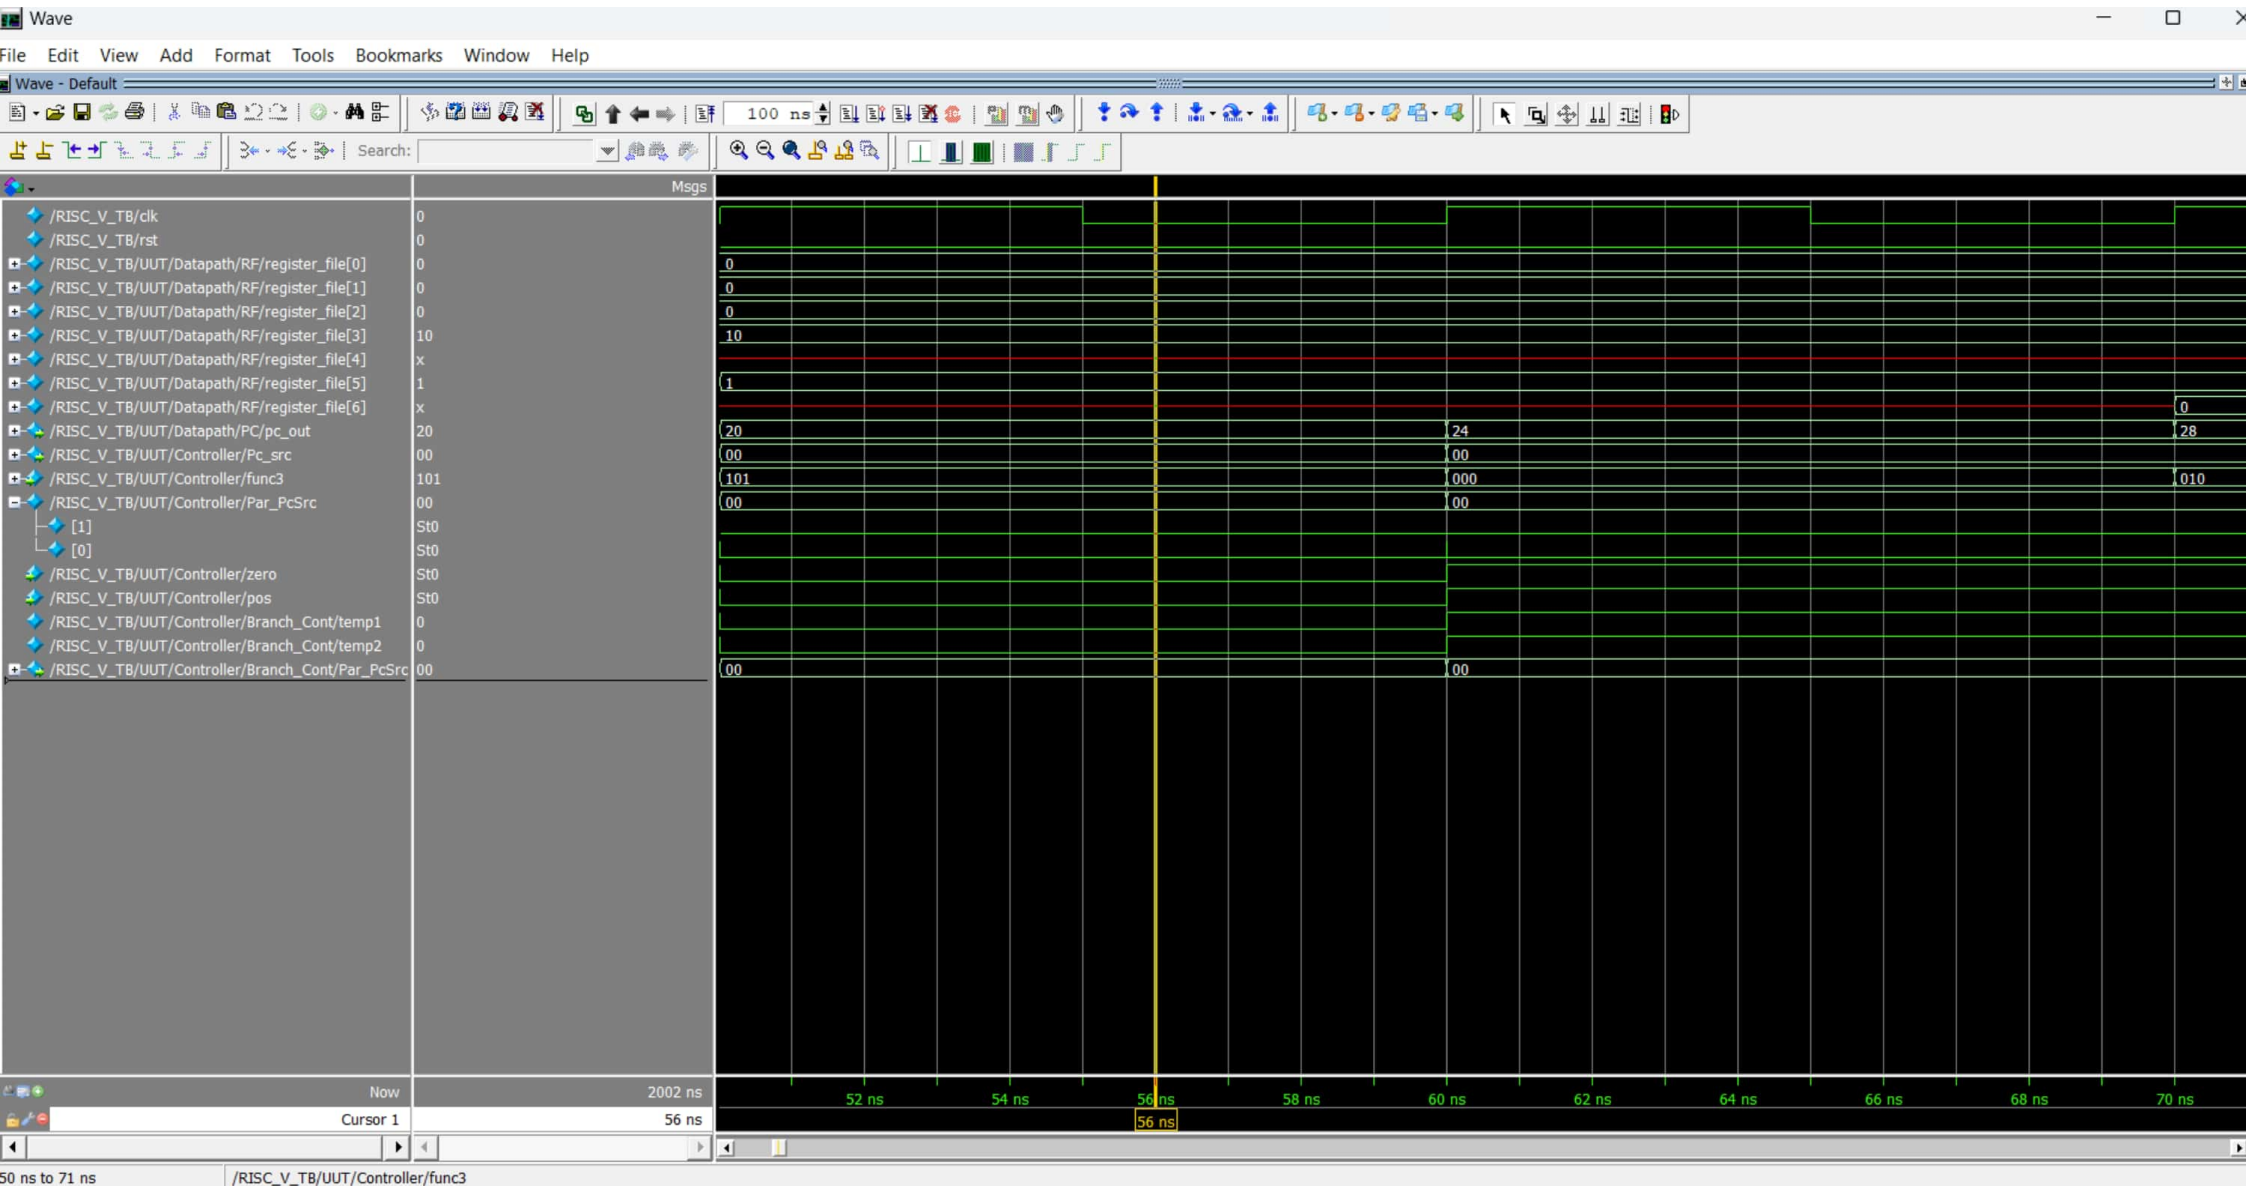 Wave
File Edit View Add Format Tools Bookmarks Window Help
Wave - Default
100 ns
Search:
Msgs
/RISC_V_TB/clk 0
/RISC_V_TB/rst 0
/RISC_V_TB/UUT/Datapath/RF/register_file[0] 0 0
/RISC_V_TB/UUT/Datapath/RF/register_file[1] 0 0
/RISC_V_TB/UUT/Datapath/RF/register_file[2] 0 0
/RISC_V_TB/UUT/Datapath/RF/register_file[3] 10 10
/RISC_V_TB/UUT/Datapath/RF/register_file[4] x
/RISC_V_TB/UUT/Datapath/RF/register_file[5] 1 1
/RISC_V_TB/UUT/Datapath/RF/register_file[6] x 0
/RISC_V_TB/UUT/Datapath/PC/pc_out 20 20 24 28
/RISC_V_TB/UUT/Controller/Pc_src 00 00 00
/RISC_V_TB/UUT/Controller/func3 101 101 000 010
/RISC_V_TB/UUT/Controller/Par_PcSrc 00 00 00
[1] St0
[0] St0
/RISC_V_TB/UUT/Controller/zero St0
/RISC_V_TB/UUT/Controller/pos St0
/RISC_V_TB/UUT/Controller/Branch_Cont/temp1 0
/RISC_V_TB/UUT/Controller/Branch_Cont/temp2 0
/RISC_V_TB/UUT/Controller/Branch_Cont/Par_PcSrc 00 00 00
Now 2002 ns 52 ns 54 ns 56 ns 58 ns 60 ns 62 ns 64 ns 66 ns 68 ns 70 ns
Cursor 1 56 ns 56 ns
50 ns to 71 ns /RISC_V_TB/UUT/Controller/func3